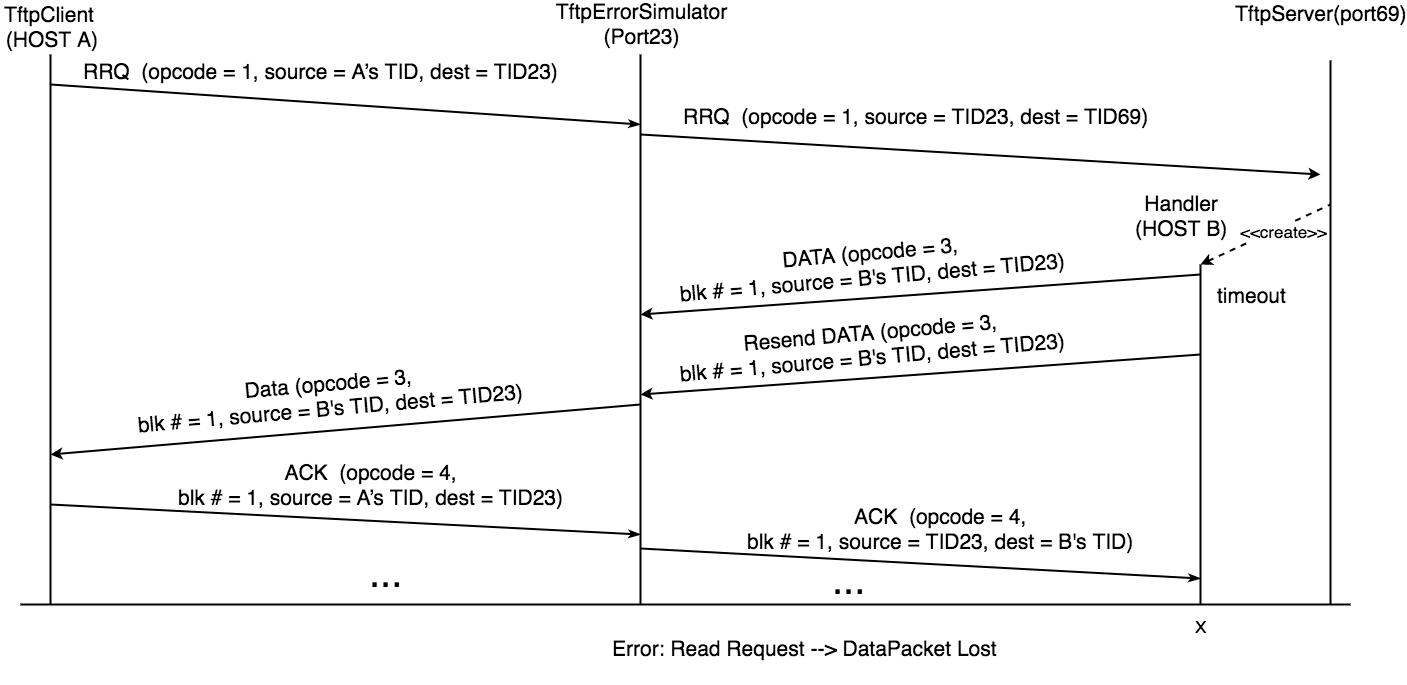 TftpClient
(HOST A)
TftpErrorSimulator
(Port23)
TftpServer(port69)
RRQ (opcode = 1, source = A's TID, dest = TID23)
RRQ (opcode = 1, source = TID23, dest = TID69)
Handler
(HOST B)
<<create>>
DATA (opcode = 3,
blk # = 1, source = B's TID, dest = TID23)
timeout
Resend DATA (opcode = 3,
blk # = 1, source = B's TID, dest = TID23)
Data (opcode = 3,
blk # = 1, source = B's TID, dest = TID23)
ACK (opcode = 4,
blk # = 1, source = A's TID, dest = TID23)
ACK (opcode = 4,
blk # = 1, source = TID23, dest = B's TID)
...
...
x
Error: Read Request --> DataPacket Lost